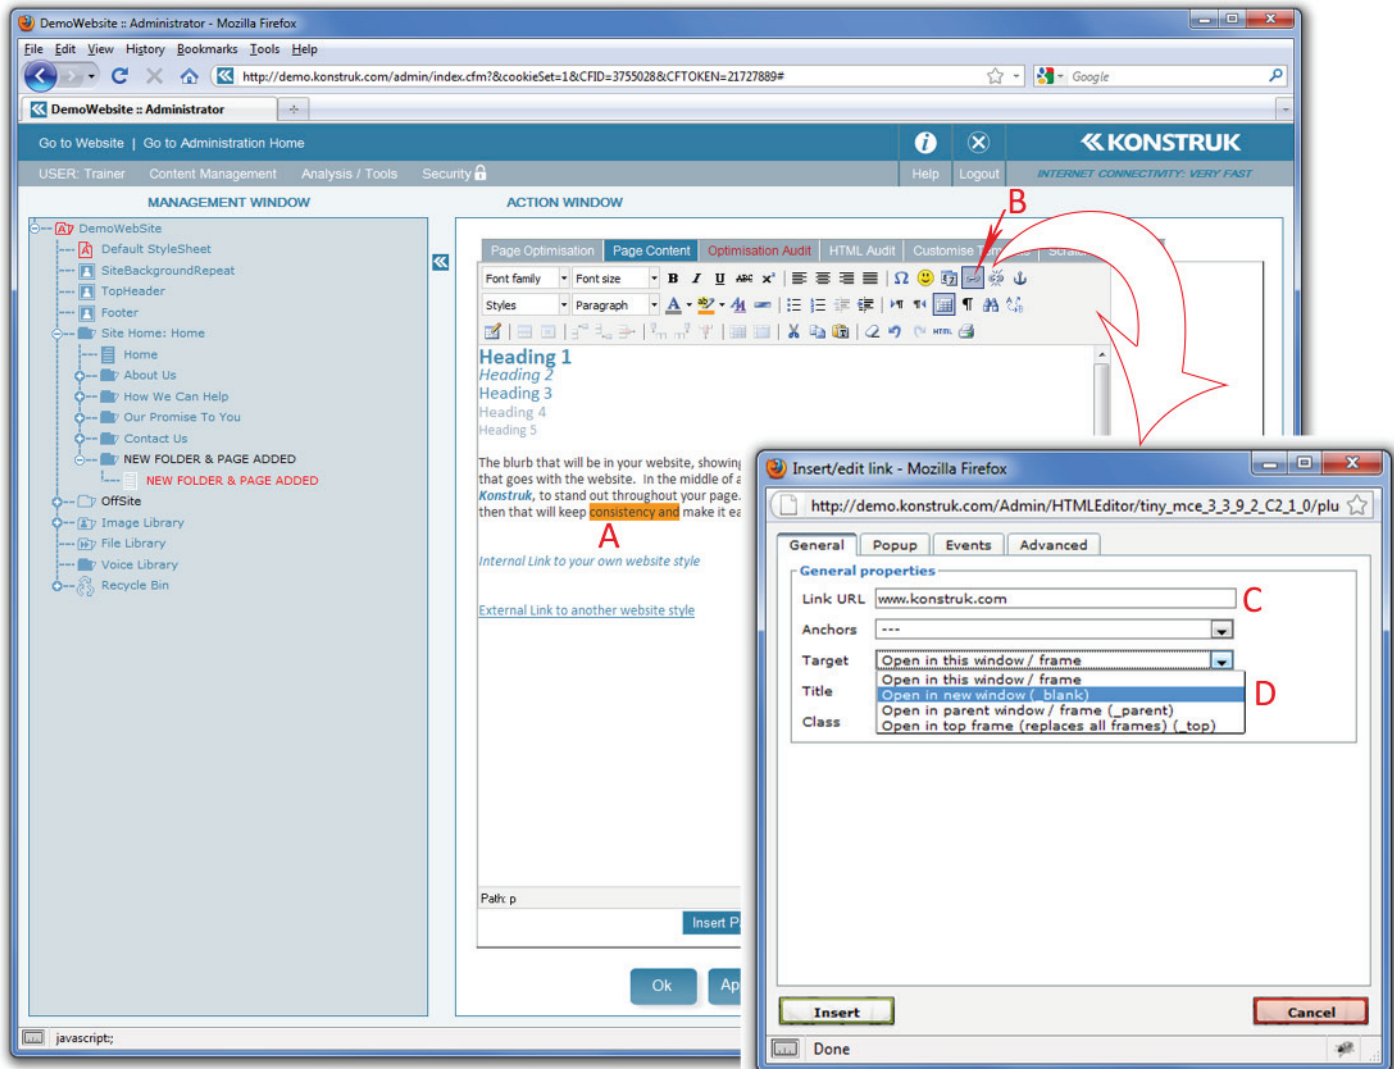 DemoWebsite :: Administrator - Mozilla Firefox
File Edit View History Bookmarks Tools Help
http://demo.konstruk.com/admin/index.cfm?&cookieSet=1&CFID=3755028&CFTOKEN=21727889#
Google
DemoWebsite :: Administrator
Go to Website | Go to Administration Home
KONSTRUK
USER: Trainer Content Management Analysis / Tools Security
Help Logout INTERNET CONNECTIVITY: VERY FAST
MANAGEMENT WINDOW
DemoWebSite
Default StyleSheet
SiteBackgroundRepeat
TopHeader
Footer
Site Home: Home
Home
About Us
How We Can Help
Our Promise To You
Contact Us
NEW FOLDER & PAGE ADDED
NEW FOLDER & PAGE ADDED
OffSite
Image Library
File Library
Voice Library
Recycle Bin
ACTION WINDOW
B
Page Optimisation Page Content Optimisation Audit HTML Audit Customise
Font family Font size B I U ABC x
Styles Paragraph A
HTML
Heading 1
Heading 2
Heading 3
Heading 4
Heading 5
The blurb that will be in your website, showing
that goes with the website. In the middle of a
Konstruk, to stand out throughout your page.
then that will keep consistency and make it ea
A
Internal Link to your own website style
External Link to another website style
Path: p
Insert P
Ok Ap
javascript:;
Insert/edit link - Mozilla Firefox
http://demo.konstruk.com/Admin/HTMLEditor/tiny_mce_3_3_9_2_C2_1_0/plu
General Popup Events Advanced
General properties
Link URL www.konstruk.com C
Anchors ---
Target Open in this window / frame
Open in this window / frame
Title Open in new window (_blank) D
Open in parent window / frame (_parent)
Class Open in top frame (replaces all frames) (_top)
Insert Cancel
Done